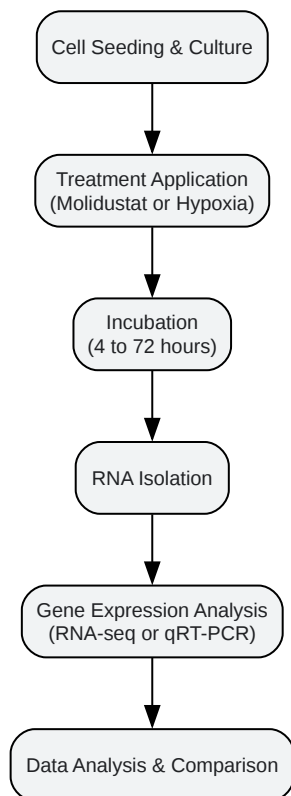 Cell Seeding & Culture
Treatment Application
(Molidustat or Hypoxia)
Incubation
(4 to 72 hours)
RNA Isolation
Gene Expression Analysis
(RNA-seq or qRT-PCR)
Data Analysis & Comparison